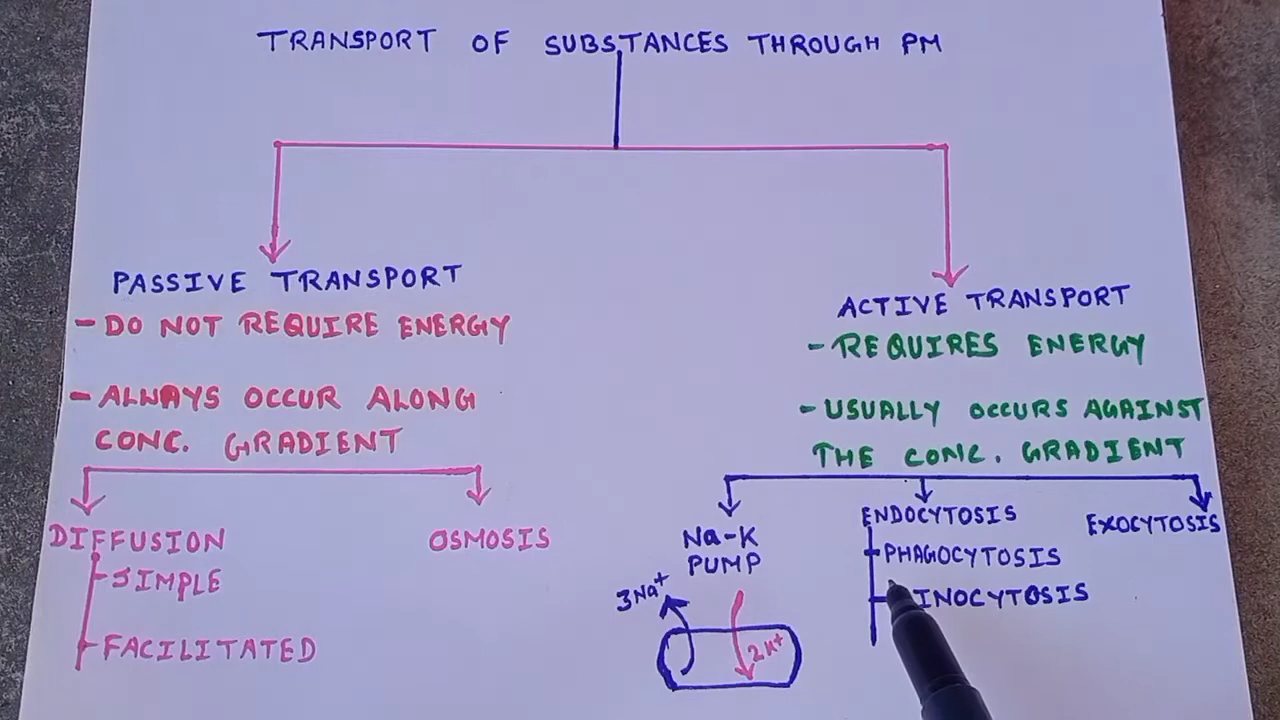 TRANSPORT OF SUBSTANCES THROUGH PM
PASSIVE TRANSPORT
- DO NOT REQUIRE ENERGY
- ALWAYS OCCUR ALONG
CONC. GRADIENT
DIFFUSION
SIMPLE
FACILITATED
OSMOSIS
ACTIVE TRANSPORT
- REQUIRES ENERGY
- USUALLY OCCURS AGAINST
THE CONC. GRADIENT
Na-K
PUMP
3Na+
2K+
ENDOCYTOSIS
PHAGOCYTOSIS
INOCYTOSIS
EXOCYTOSIS